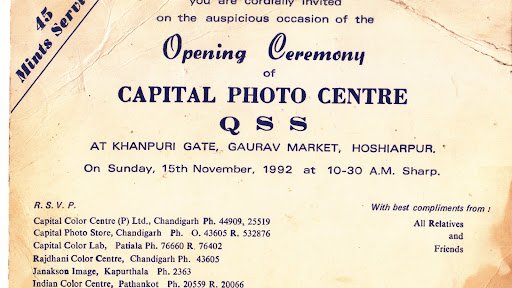 45
Mints Serv
you are cordially invited
on the auspicious occasion of the
Opening Ceremony
of
CAPITAL PHOTO CENTRE
QSS
AT KHANPURI GATE, GAURAV MARKET, HOSHIARPUR.
On Sunday, 15th November, 1992 at 10-30 A.M. Sharp.
R. S. V. P.
Capital Color Centre (P) Ltd., Chandigarh Ph. 44909, 25519
Capital Photo Store, Chandigarh Ph. O. 43605 R. 532876
Capital Color Lab, Patiala Ph. 76660 R. 76402
Rajdhani Color Centre, Chandigarh Ph. 43605
Janakson Image, Kapurthala Ph. 2363
Indian Color Centre, Pathankot Ph. 20559 R. 20066
With best compliments from :
All Relatives
and
Friends